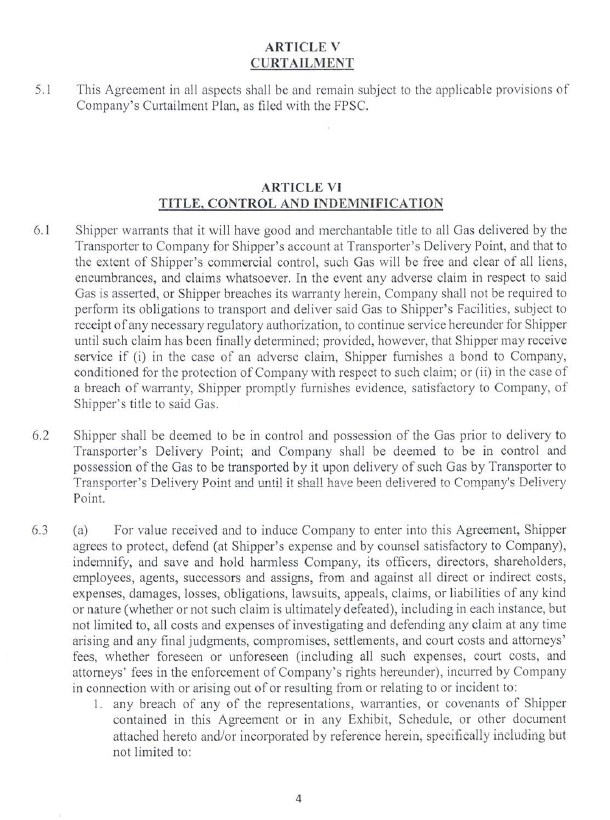 ARTICLE V
CURTAILMENT
5.1 This Agreement in all aspects shall be and remain subject to the applicable provisions of
Company's Curtailment Plan, as filed with the FPSC.
ARTICLE VI
TITLE, CONTROL AND INDEMNIFICATION
6.1 Shipper warrants that it will have good and merchantable title to all Gas delivered by the
Transporter to Company for Shipper's account at Transporter's Delivery Point, and that to
the extent of Shipper's commercial control, such Gas will be free and clear of all liens,
encumbrances, and claims whatsoever. In the event any adverse claim in respect to said
Gas is asserted, or Shipper breaches its warranty herein, Company shall not be required to
perform its obligations to transport and deliver said Gas to Shipper's Facilities, subject to
receipt of any necessary regulatory authorization, to continue service hereunder for Shipper
until such claim has been finally determined; provided, however, that Shipper may receive
service if (i) in the case of an adverse claim, Shipper furnishes a bond to Company,
conditioned for the protection of Company with respect to such claim; or (ii) in the case of
a breach of warranty, Shipper promptly furnishes evidence, satisfactory to Company, of
Shipper's title to said Gas.
6.2 Shipper shall be deemed to be in control and possession of the Gas prior to delivery to
Transporter's Delivery Point; and Company shall be deemed to be in control and
possession of the Gas to be transported by it upon delivery of such Gas by Transporter to
Transporter's Delivery Point and until it shall have been delivered to Company's Delivery
Point.
6.3 (a) For value received and to induce Company to enter into this Agreement, Shipper
agrees to protect, defend (at Shipper's expense and by counsel satisfactory to Company),
indemnify, and save and hold harmless Company, its officers, directors, shareholders,
employees, agents, successors and assigns, from and against all direct or indirect costs,
expenses, damages, losses, obligations, lawsuits, appeals, claims, or liabilities of any kind
or nature (whether or not such claim is ultimately defeated), including in each instance, but
not limited to, all costs and expenses of investigating and defending any claim at any time
arising and any final judgments, compromises, settlements, and court costs and attorneys'
fees, whether foreseen or unforeseen (including all such expenses, court costs, and
attorneys' fees in the enforcement of Company's rights hereunder), incurred by Company
in connection with or arising out of or resulting from or relating to or incident to:
1. any breach of any of the representations, warranties, or covenants of Shipper
contained in this Agreement or in any Exhibit, Schedule, or other document
attached hereto and/or incorporated by reference herein, specifically including but
not limited to:
4